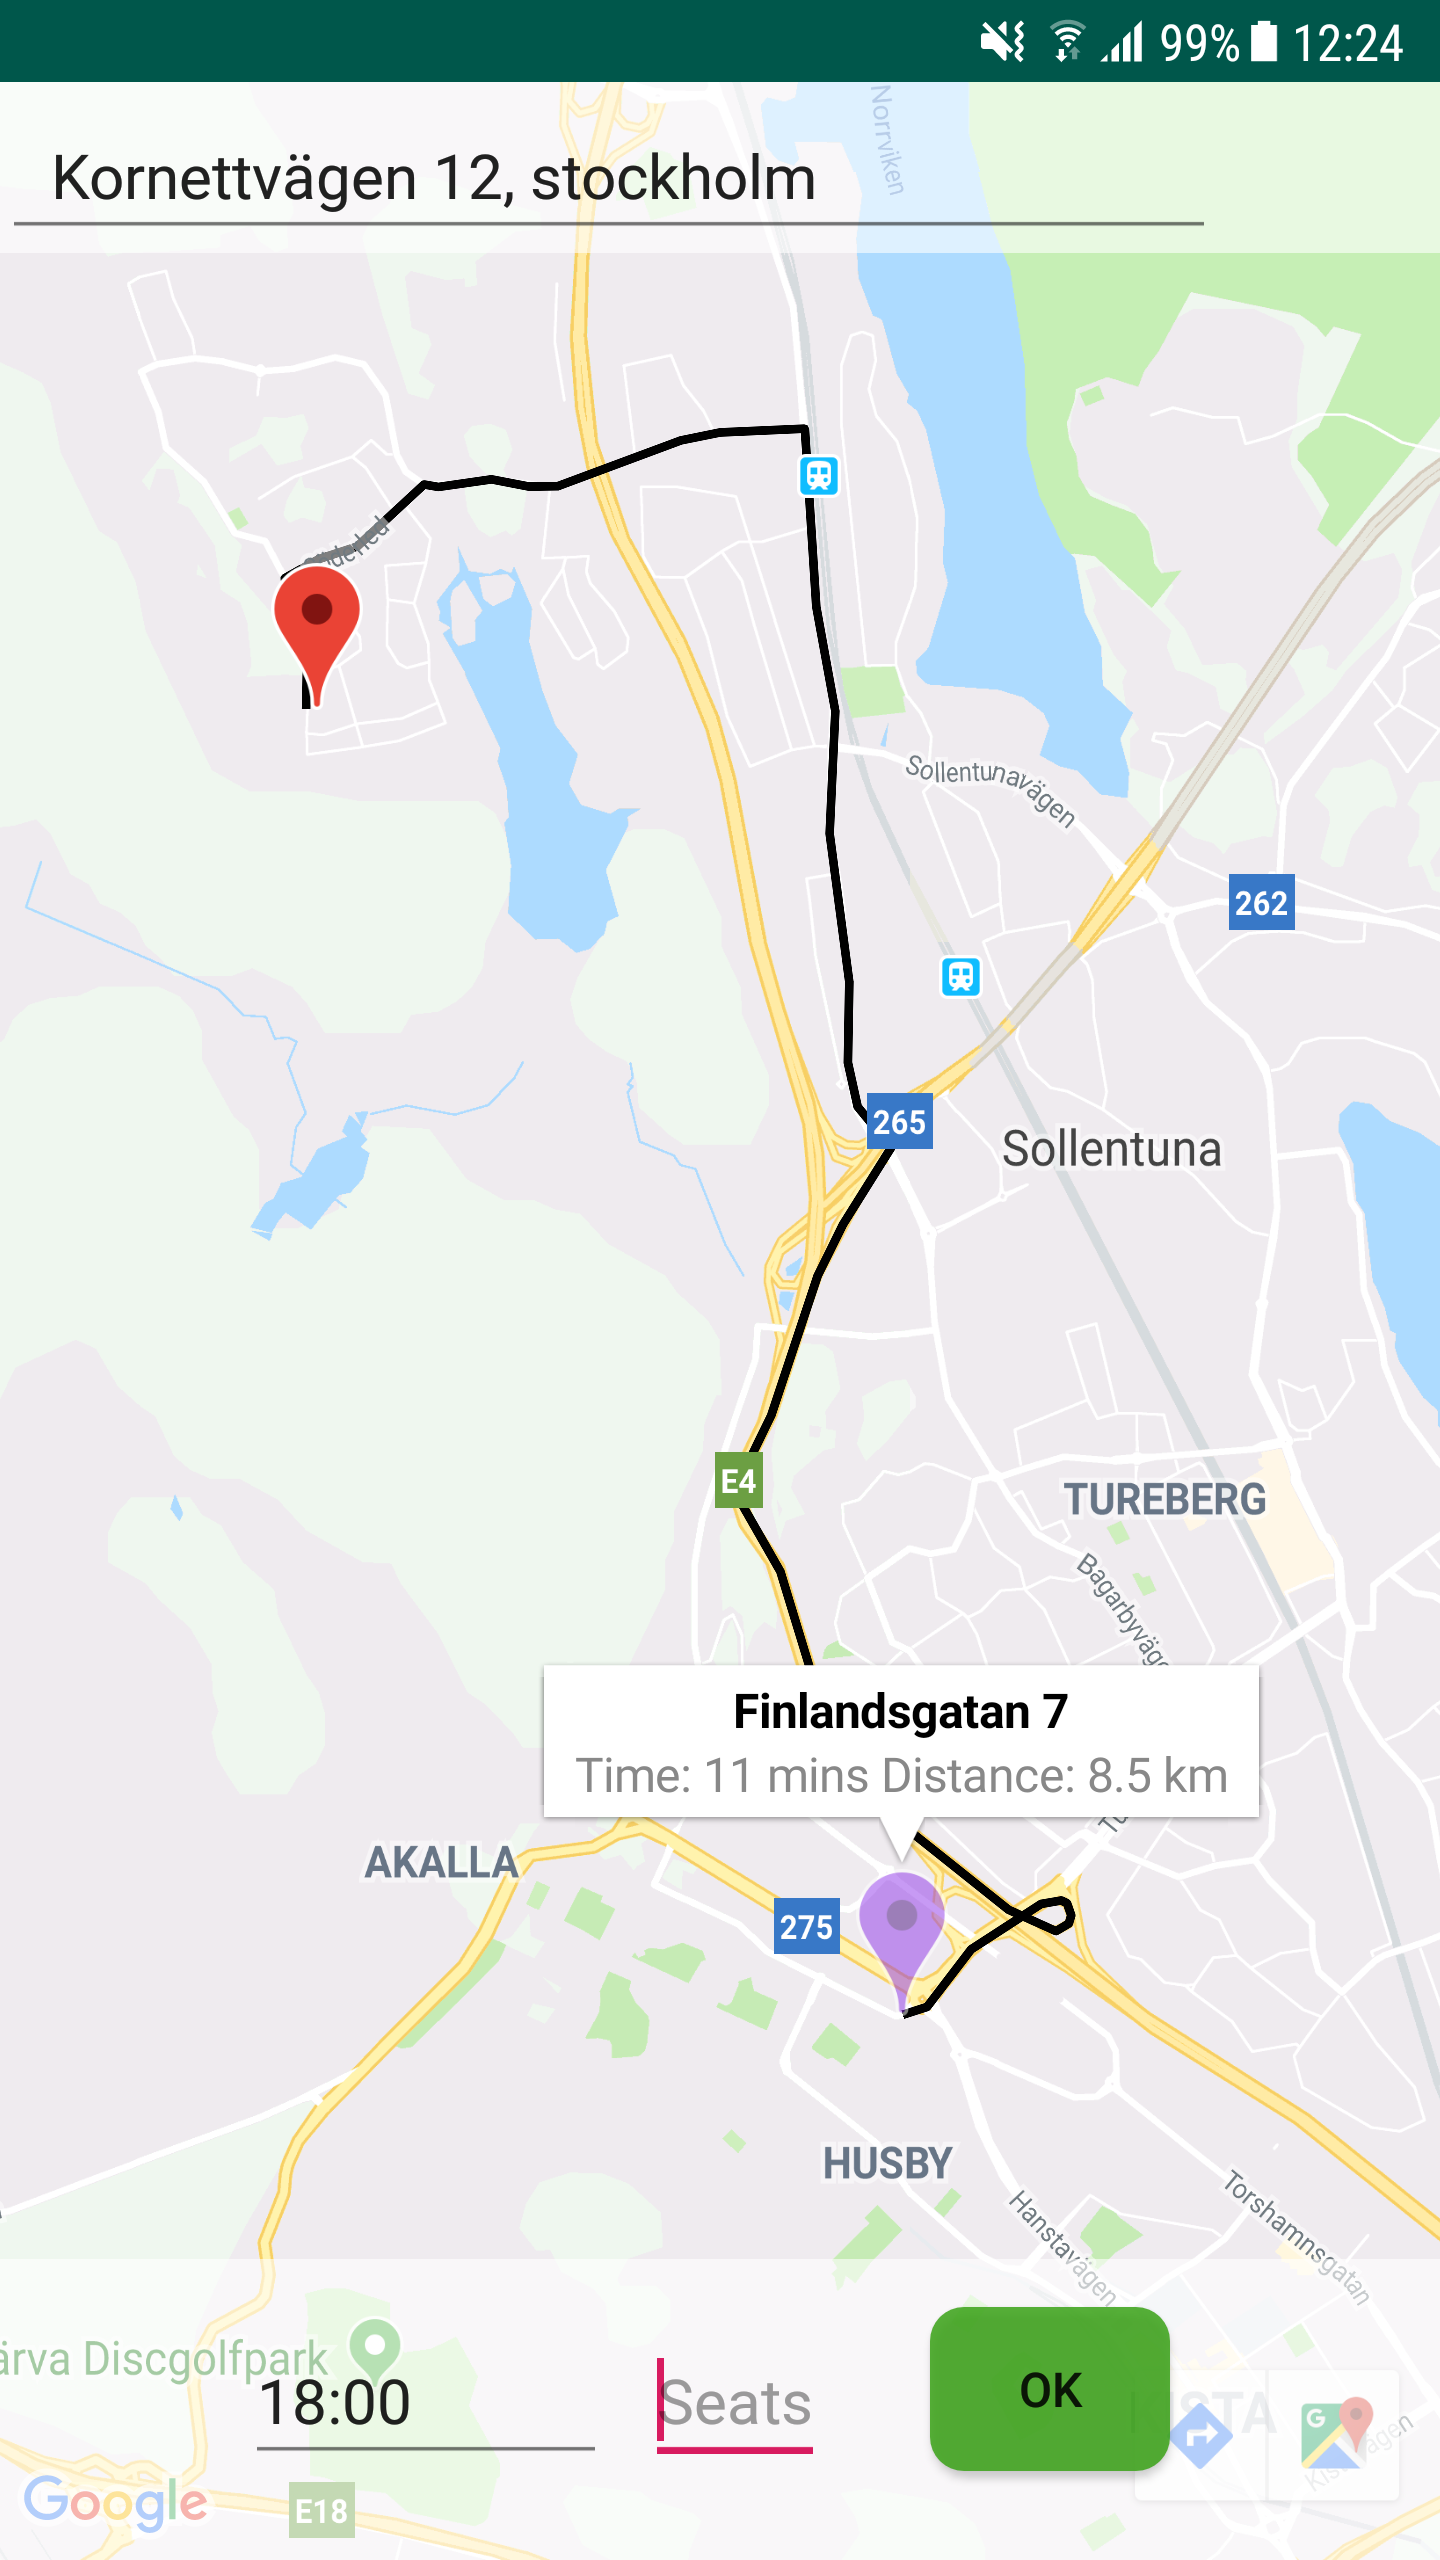 99% 12:24
Norrviken
Kornettvägen 12, stockholm
Sollentunavägen
262
265
Sollentuna
E4
TUREBERG
Finlandsgatan 7
Time: 11 mins Distance: 8.5 km
AKALLA
275
HUSBY
Hanstavägen
Torshamnsgatan
ärva Discgolfpark
18:00
Seats
OK
G
Google
E18